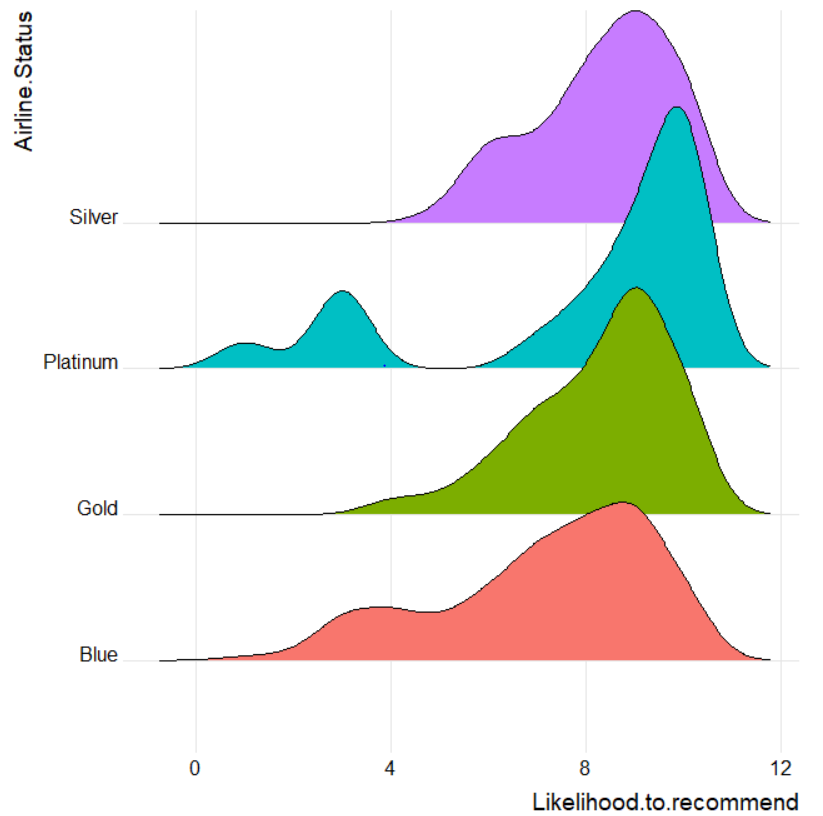 Airline.Status
Silver
Platinum
Gold
Blue
0 4 8 12
Likelihood.to.recommend